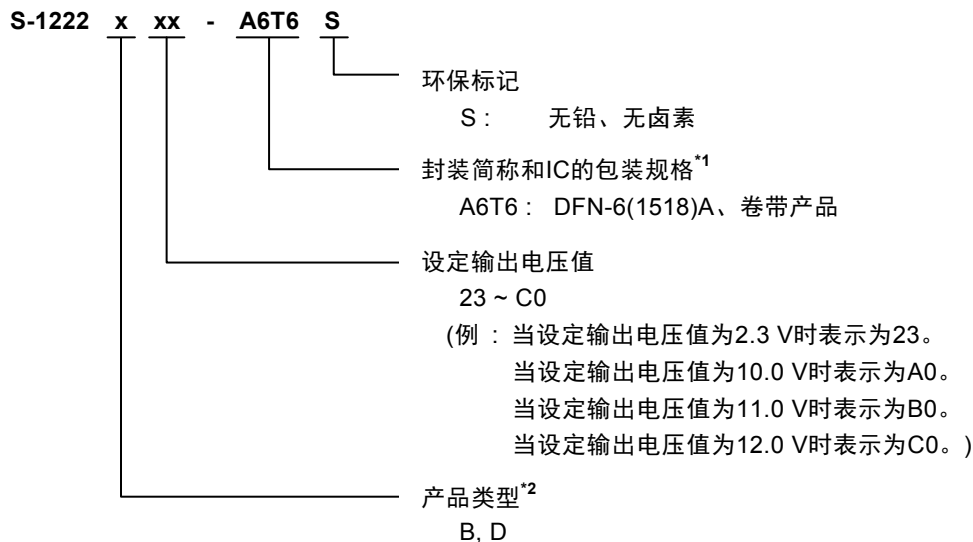 S-1222 x xx - A6T6 S
环保标记
S : 无铅、无卤素
封装简称和IC的包装规格*1
A6T6 : DFN-6(1518)A、卷带产品
设定输出电压值
23 ~ C0
(例 : 当设定输出电压值为2.3 V时表示为23。
当设定输出电压值为10.0 V时表示为A0。
当设定输出电压值为11.0 V时表示为B0。
当设定输出电压值为12.0 V时表示为C0。)
产品类型*2
B, D